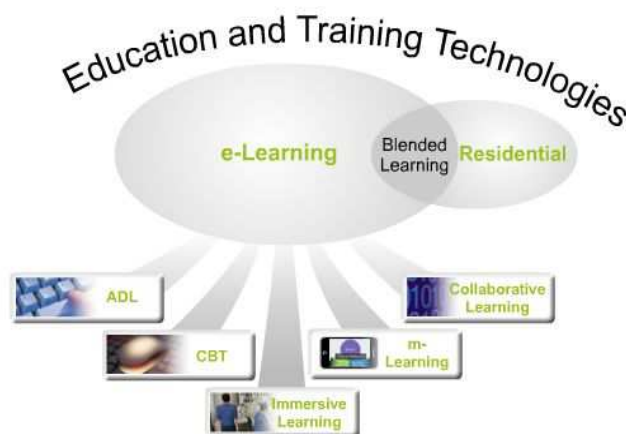 Education and Training Technologies
e-Learning
Blended
Learning
Residential
ADL
Collaborative
Learning
CBT
m-
Learning
Immersive
Learning